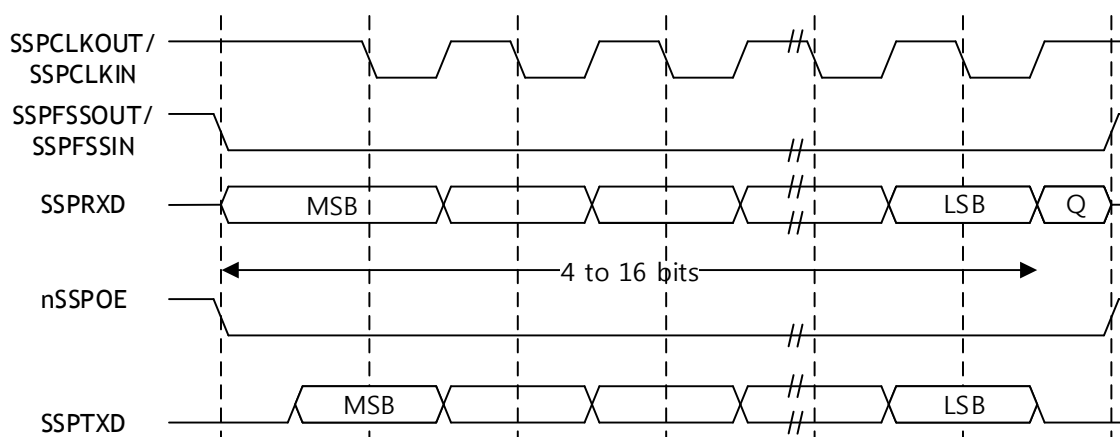 SSPCLKOUT/
SSPCLKIN
SSPFSSOUT/
SSPFSSIN
SSPRXD
MSB
LSB
Q
4 to 16 bits
nSSPOE
SSPTXD
MSB
LSB